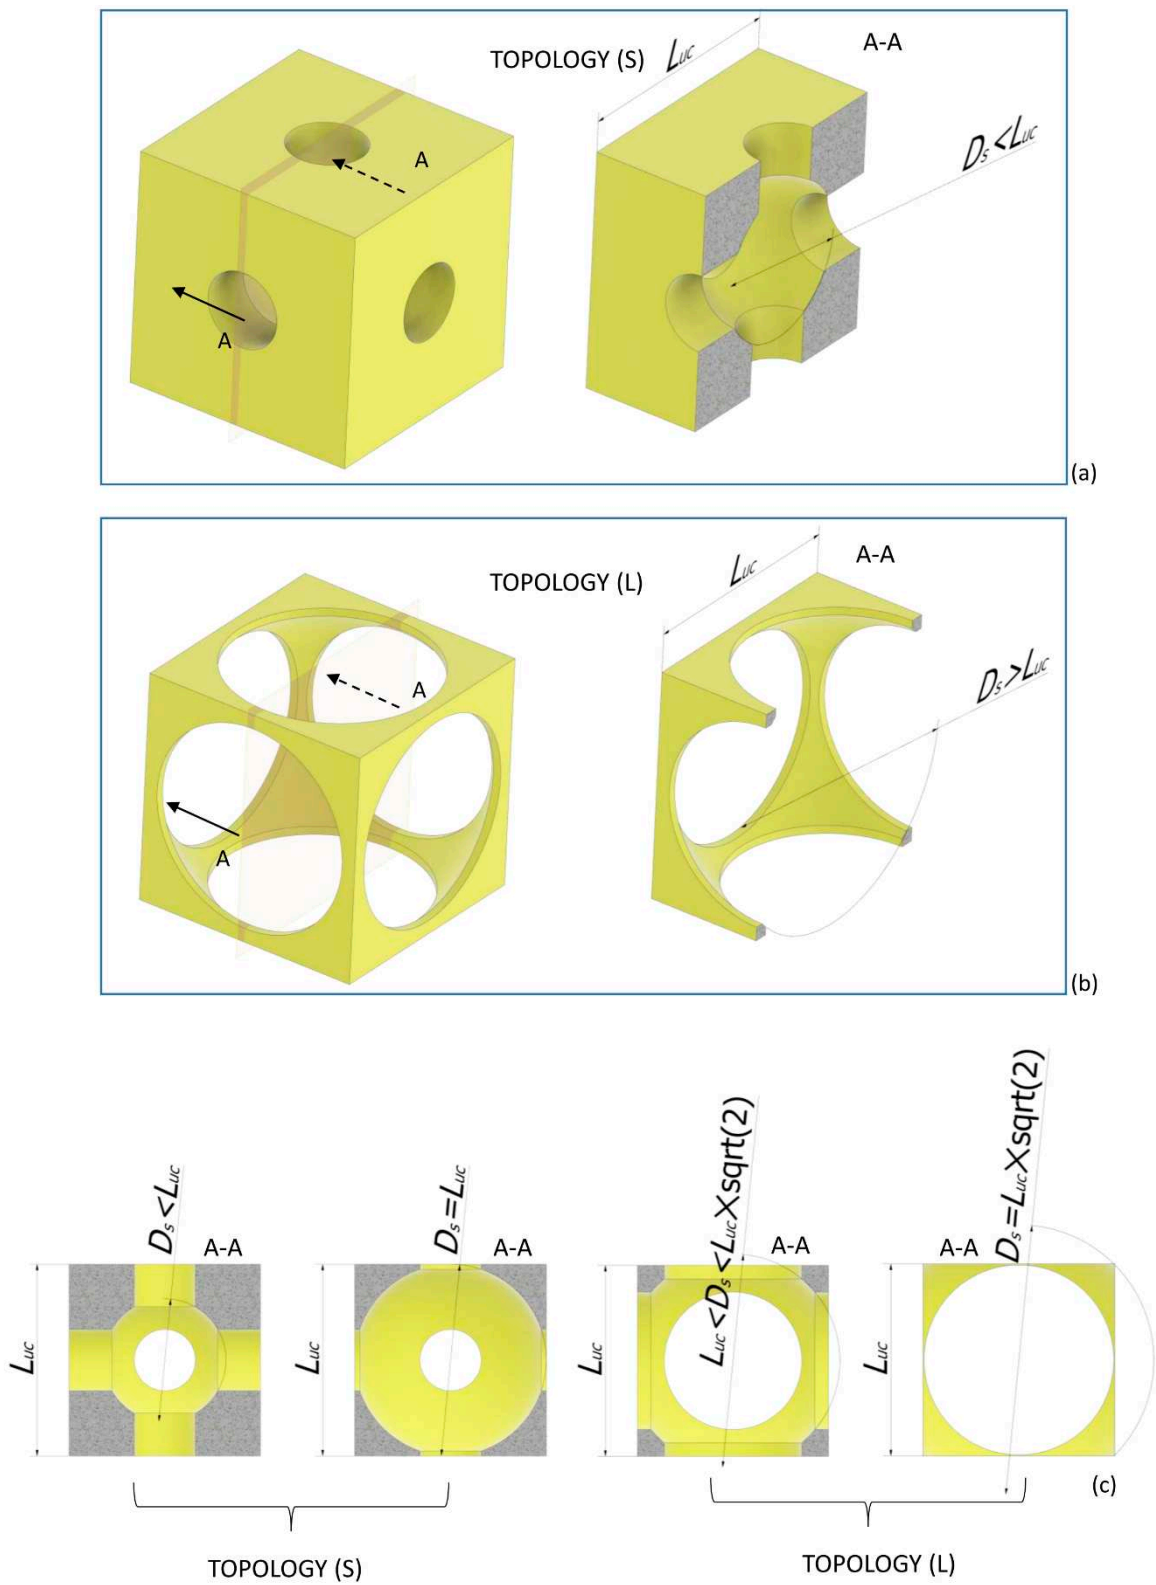 TOPOLOGY (S)
A-A
Luc
Ds<Luc
A
A
(a)
TOPOLOGY (L)
A-A
Luc
Ds>Luc
A
A
(b)
Ds<Luc
A-A
Luc
Ds=Luc
A-A
Luc
Luc<Ds<Luc×sqrt(2)
A-A
Luc
Ds=Luc×sqrt(2)
A-A
Luc
(c)
TOPOLOGY (S)
TOPOLOGY (L)